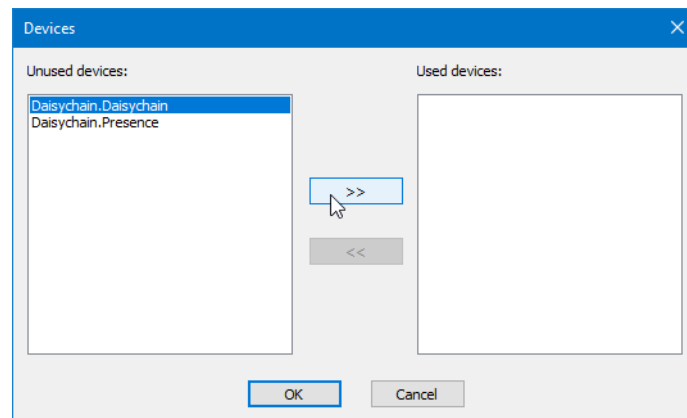 Devices
Unused devices:
Used devices:
Daisychain.Daisychain
Daisychain.Presence
>>
<<
OK
Cancel